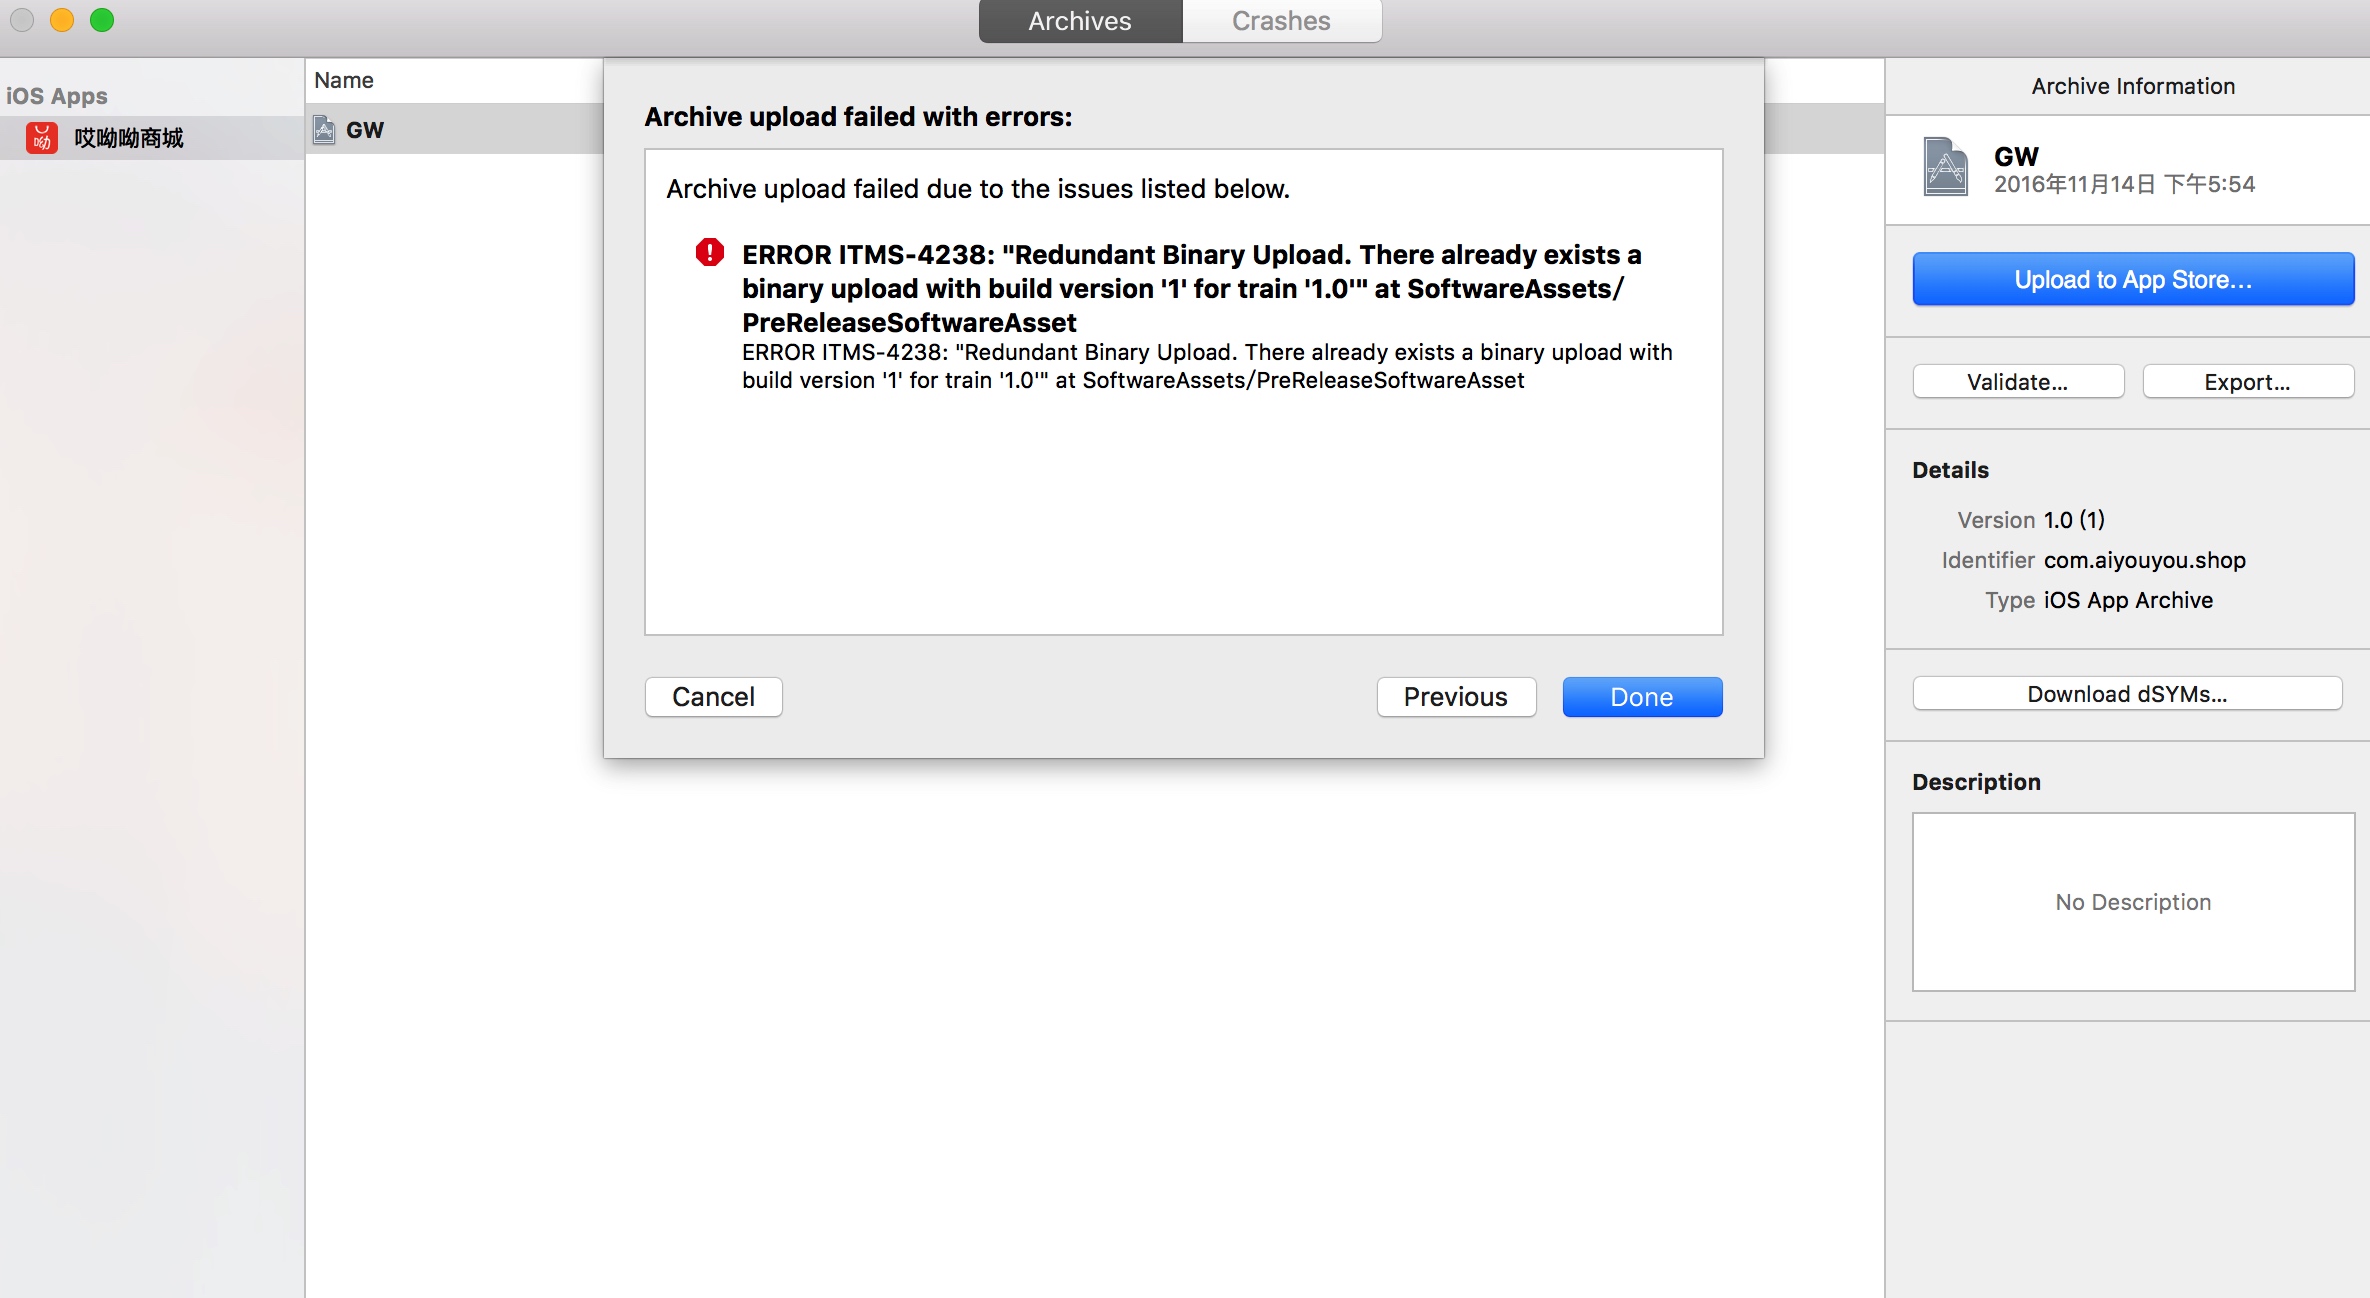 Archives
Crashes
iOS Apps
呦
哎呦呦商城
Name
GW
Archive upload failed with errors:
Archive upload failed due to the issues listed below.
ERROR ITMS-4238: "Redundant Binary Upload. There already exists a
binary upload with build version '1' for train '1.0'" at SoftwareAssets/
PreReleaseSoftwareAsset
ERROR ITMS-4238: "Redundant Binary Upload. There already exists a binary upload with
build version '1' for train '1.0'" at SoftwareAssets/PreReleaseSoftwareAsset
Cancel
Previous
Done
Archive Information
GW
2016年11月14日 下午5:54
Upload to App Store...
Validate...
Export...
Details
Version 1.0 (1)
Identifier com.aiyouyou.shop
Type iOS App Archive
Download dSYMs...
Description
No Description